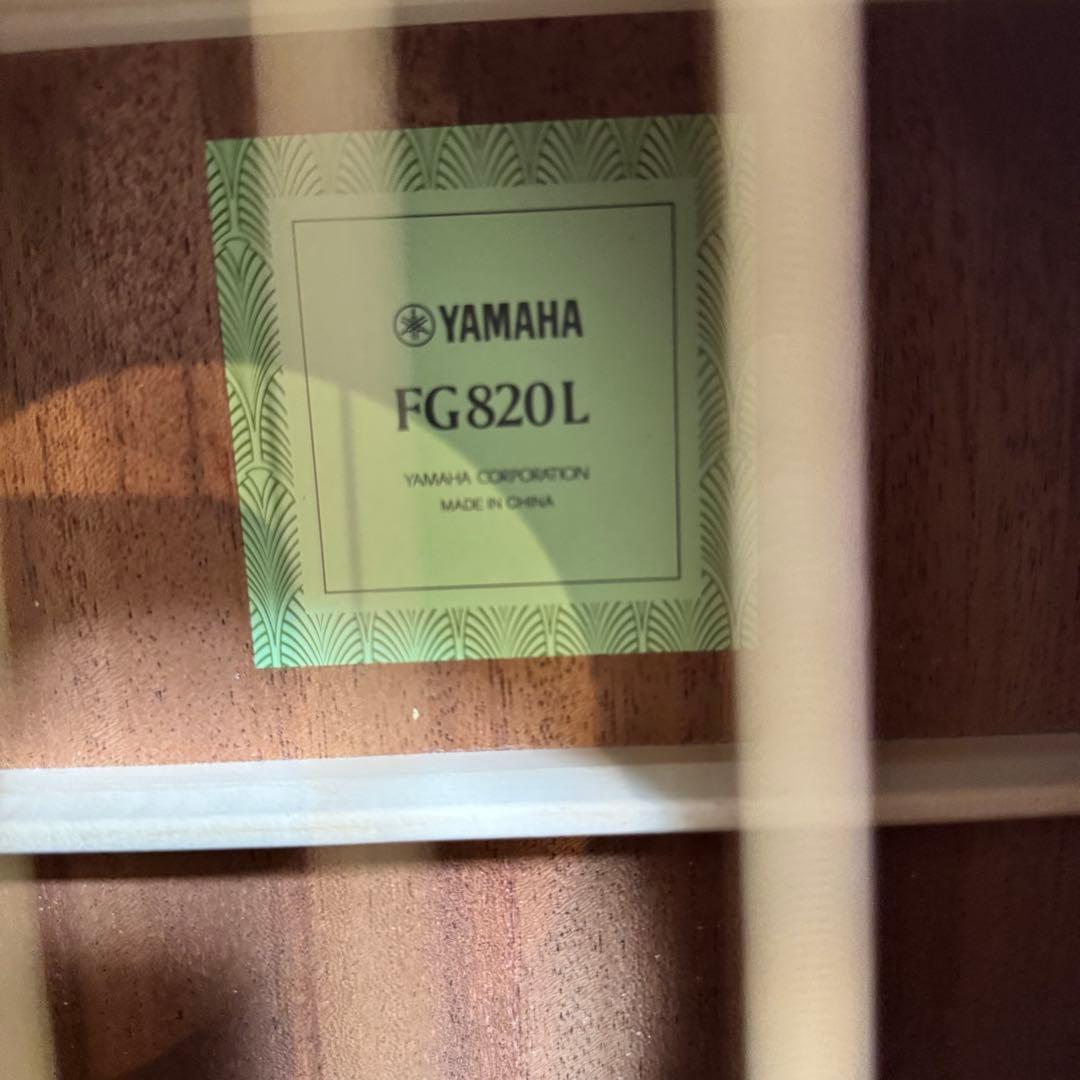 YAMAHA
FG820L
YAMAHA CORPORATION
MADE IN CHINA